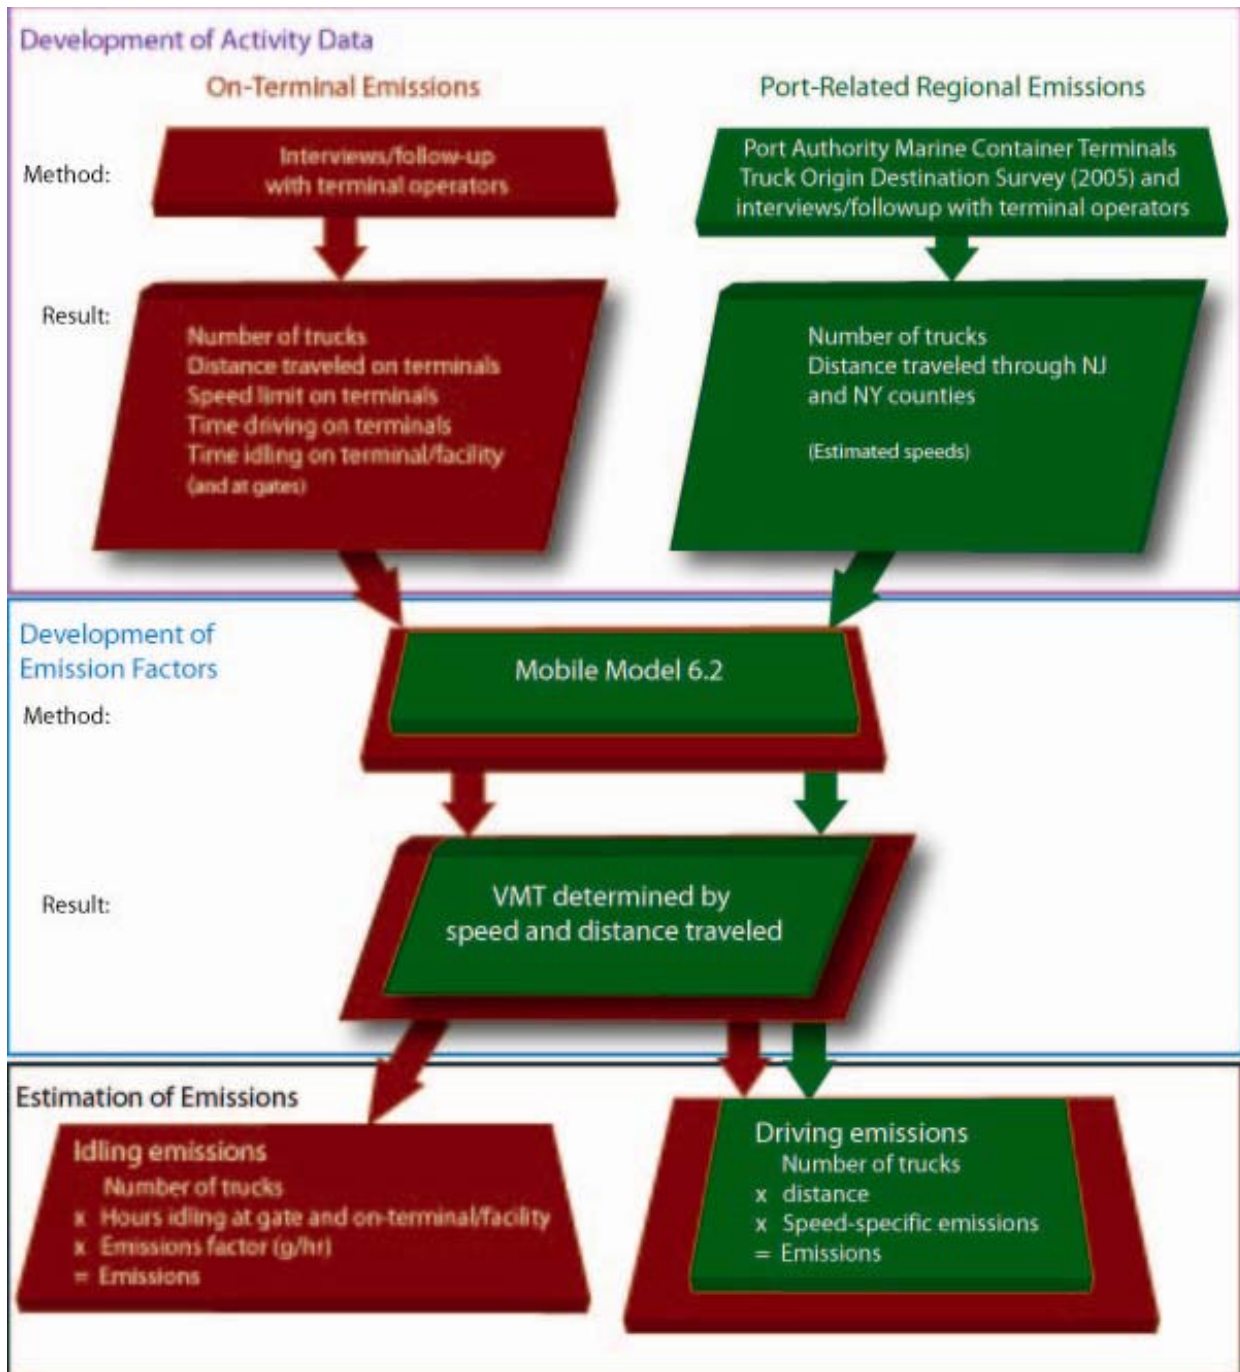 Development of Activity Data
On-Terminal Emissions
Port-Related Regional Emissions
Method:
Interviews/follow-up
with terminal operators
Port Authority Marine Container Terminals
Truck Origin Destination Survey (2005) and
interviews/followup with terminal operators
Result:
Number of trucks
Distance traveled on terminals
Speed limit on terminals
Time driving on terminals
Time idling on terminal/facility
(and at gates)
Number of trucks
Distance traveled through NJ
and NY counties
(Estimated speeds)
Development of
Emission Factors
Method:
Mobile Model 6.2
Result:
VMT determined by
speed and distance traveled
Estimation of Emissions
Idling emissions
Number of trucks
x Hours idling at gate and on-terminal/facility
x Emissions factor (g/hr)
= Emissions
Driving emissions
Number of trucks
x distance
x Speed-specific emissions
= Emissions